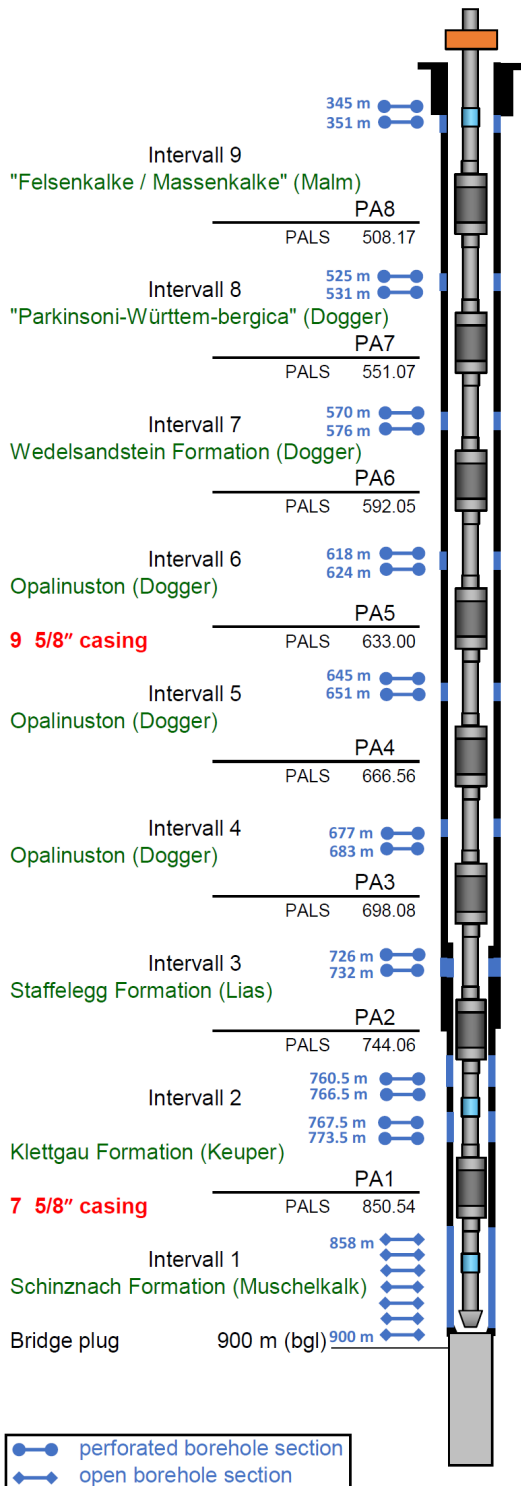 345 m
351 m
Intervall 9
"Felsenkalke / Massenkalke" (Malm)
PA8
PALS 508.17
525 m
531 m
Intervall 8
"Parkinsoni-Württem-bergica" (Dogger)
PA7
PALS 551.07
570 m
576 m
Intervall 7
Wedelsandstein Formation (Dogger)
PA6
PALS 592.05
618 m
624 m
Intervall 6
Opalinuston (Dogger)
PA5
9 5/8" casing
PALS 633.00
645 m
651 m
Intervall 5
Opalinuston (Dogger)
PA4
PALS 666.56
677 m
683 m
Intervall 4
Opalinuston (Dogger)
PA3
PALS 698.08
726 m
732 m
Intervall 3
Staffelegg Formation (Lias)
PA2
PALS 744.06
760.5 m
766.5 m
Intervall 2
767.5 m
773.5 m
Klettgau Formation (Keuper)
PA1
7 5/8" casing
PALS 850.54
858 m
Intervall 1
Schinznach Formation (Muschelkalk)
Bridge plug 900 m (bgl) 900 m
perforated borehole section
open borehole section